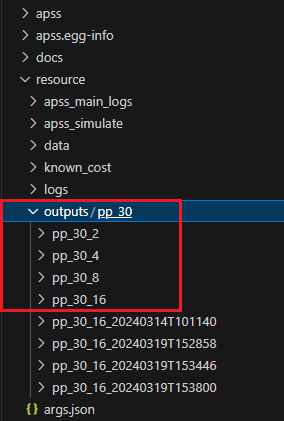 apss
apss.egg-info
docs
resource
apss_main_logs
apss_simulate
data
known_cost
logs
outputs / pp_30
pp_30_2
pp_30_4
pp_30_8
pp_30_16
pp_30_16_20240314T101140
pp_30_16_20240319T152858
pp_30_16_20240319T153446
pp_30_16_20240319T153800
{} args.json